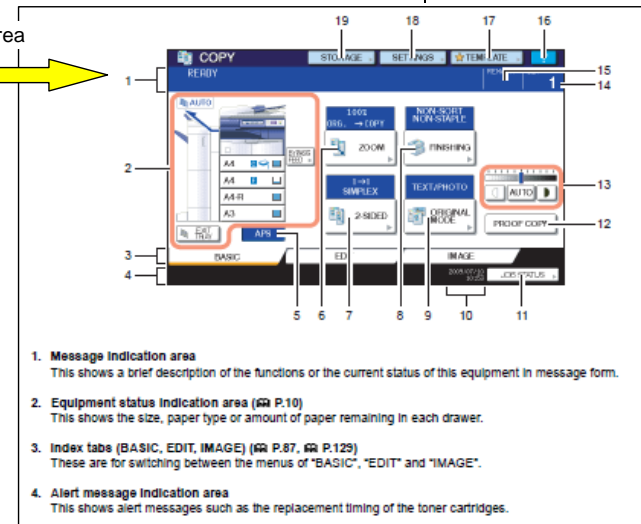 rea
19
18
17
16
COPY
STORAGE
SETTINGS
TEMPLATE
READY
1
15
1
14
AUTO
100%
ORG. → COPY
NON-SORT
NON-STAPLE
ZOOM
FINISHING
2
A4
A4
A4-R
A3
1→1
SIMPLEX
TEXT/PHOTO
AUTO
13
2-SIDED
ORIGINAL
MODE
PROOF COPY
12
EXIT
TRAY
APS
3
BASIC
EDIT
IMAGE
4
JOB STATUS
5
6
7
8
9
10
11
1. Message indication area
This shows a brief description of the functions or the current status of this equipment in message form.
2. Equipment status indication area (P.10)
This shows the size, paper type or amount of paper remaining in each drawer.
3. Index tabs (BASIC, EDIT, IMAGE) (P.87, P.129)
These are for switching between the menus of "BASIC", "EDIT" and "IMAGE".
4. Alert message indication area
This shows alert messages such as the replacement timing of the toner cartridges.